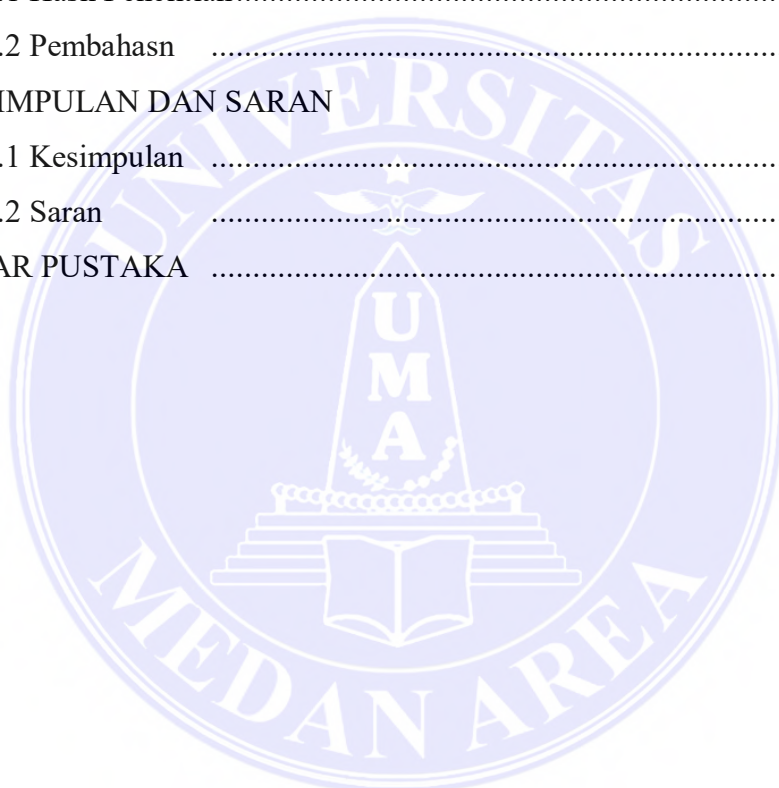 .2 Pembahasn ........................................................................
IMPULAN DAN SARAN
.1 Kesimpulan ........................................................................
.2 Saran ........................................................................
AR PUSTAKA ........................................................................
UNIVERSITAS
UMA
MEDAN AREA